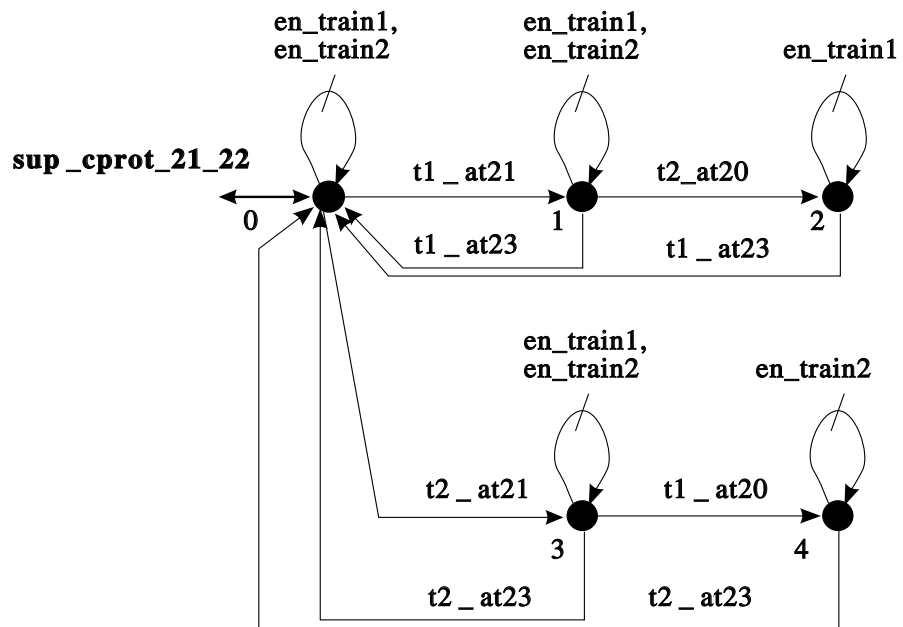 en_train1,
en_train2
en_train1,
en_train2
en_train1
sup _cprot_21_22
t1 _ at21
t2_at20
0
1
2
t1 _ at23
t1 _ at23
en_train1,
en_train2
en_train2
t2 _ at21
t1 _ at20
3
4
t2 _ at23
t2 _ at23